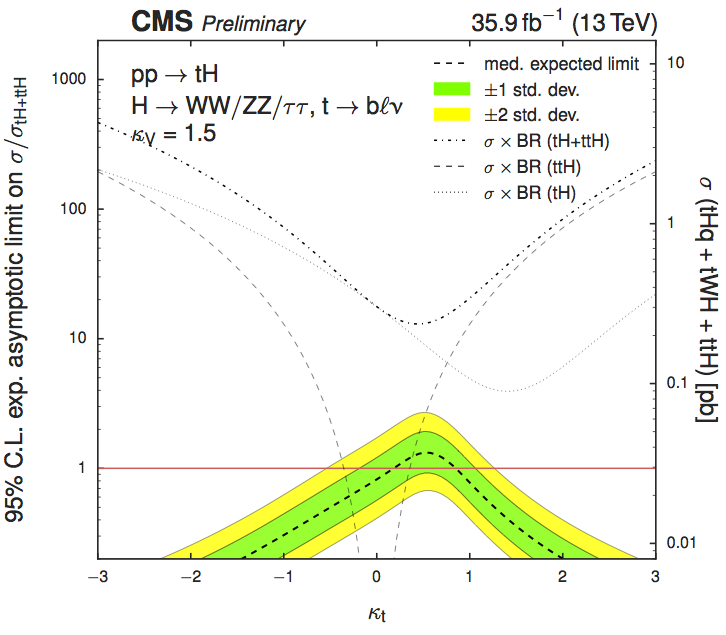 CMS Preliminary 35.9 fb⁻¹ (13 TeV)
95% C.L. exp. asymptotic limit on σ/σtH+ttH
1000
100
10
1
pp → tH
H → WW/ZZ/ττ, t → bℓν
κV = 1.5
med. expected limit
±1 std. dev.
±2 std. dev.
σ × BR (tH+ttH)
σ × BR (ttH)
σ × BR (tH)
10
1
0.1
0.01
σ (tHq + tWH + ttH) [pb]
−3 −2 −1 0 1 2 3
κt